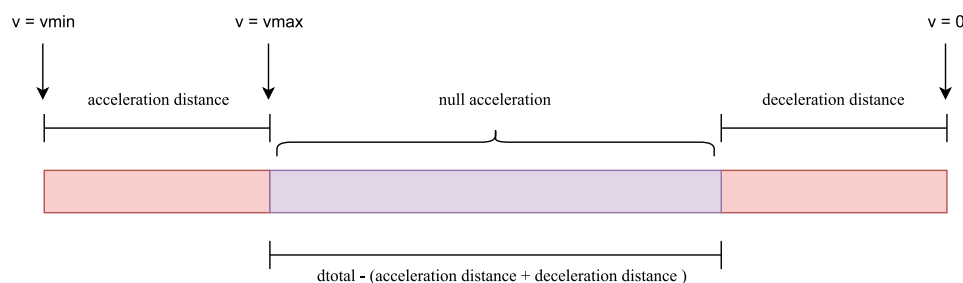 v = vmin
v = vmax
v = 0
acceleration distance
null acceleration
deceleration distance
dtotal - (acceleration distance + deceleration distance )